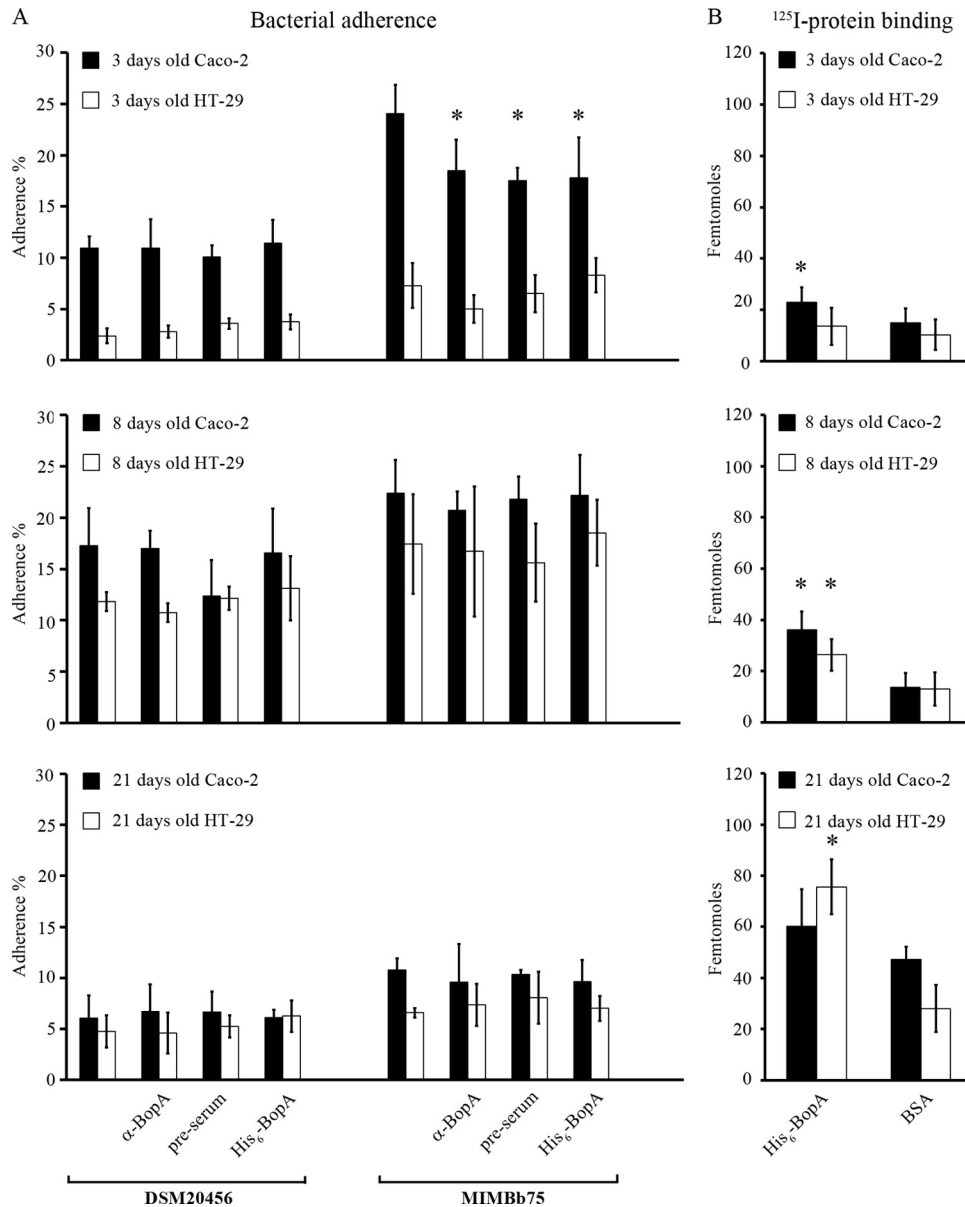 A
Bacterial adherence
B
¹²⁵I-protein binding
30
25
20
15
10
5
0
Adherence %
3 days old Caco-2
3 days old HT-29
*
*
*
120
100
80
60
40
20
0
Femtomoles
3 days old Caco-2
3 days old HT-29
*
30
25
20
15
10
5
0
Adherence %
8 days old Caco-2
8 days old HT-29
120
100
80
60
40
20
0
Femtomoles
8 days old Caco-2
8 days old HT-29
*
*
30
25
20
15
10
5
0
Adherence %
21 days old Caco-2
21 days old HT-29
120
100
80
60
40
20
0
Femtomoles
21 days old Caco-2
21 days old HT-29
*
α-BopA
pre-serum
His₆-BopA
α-BopA
pre-serum
His₆-BopA
His₆-BopA
BSA
DSM20456
MIMBb75